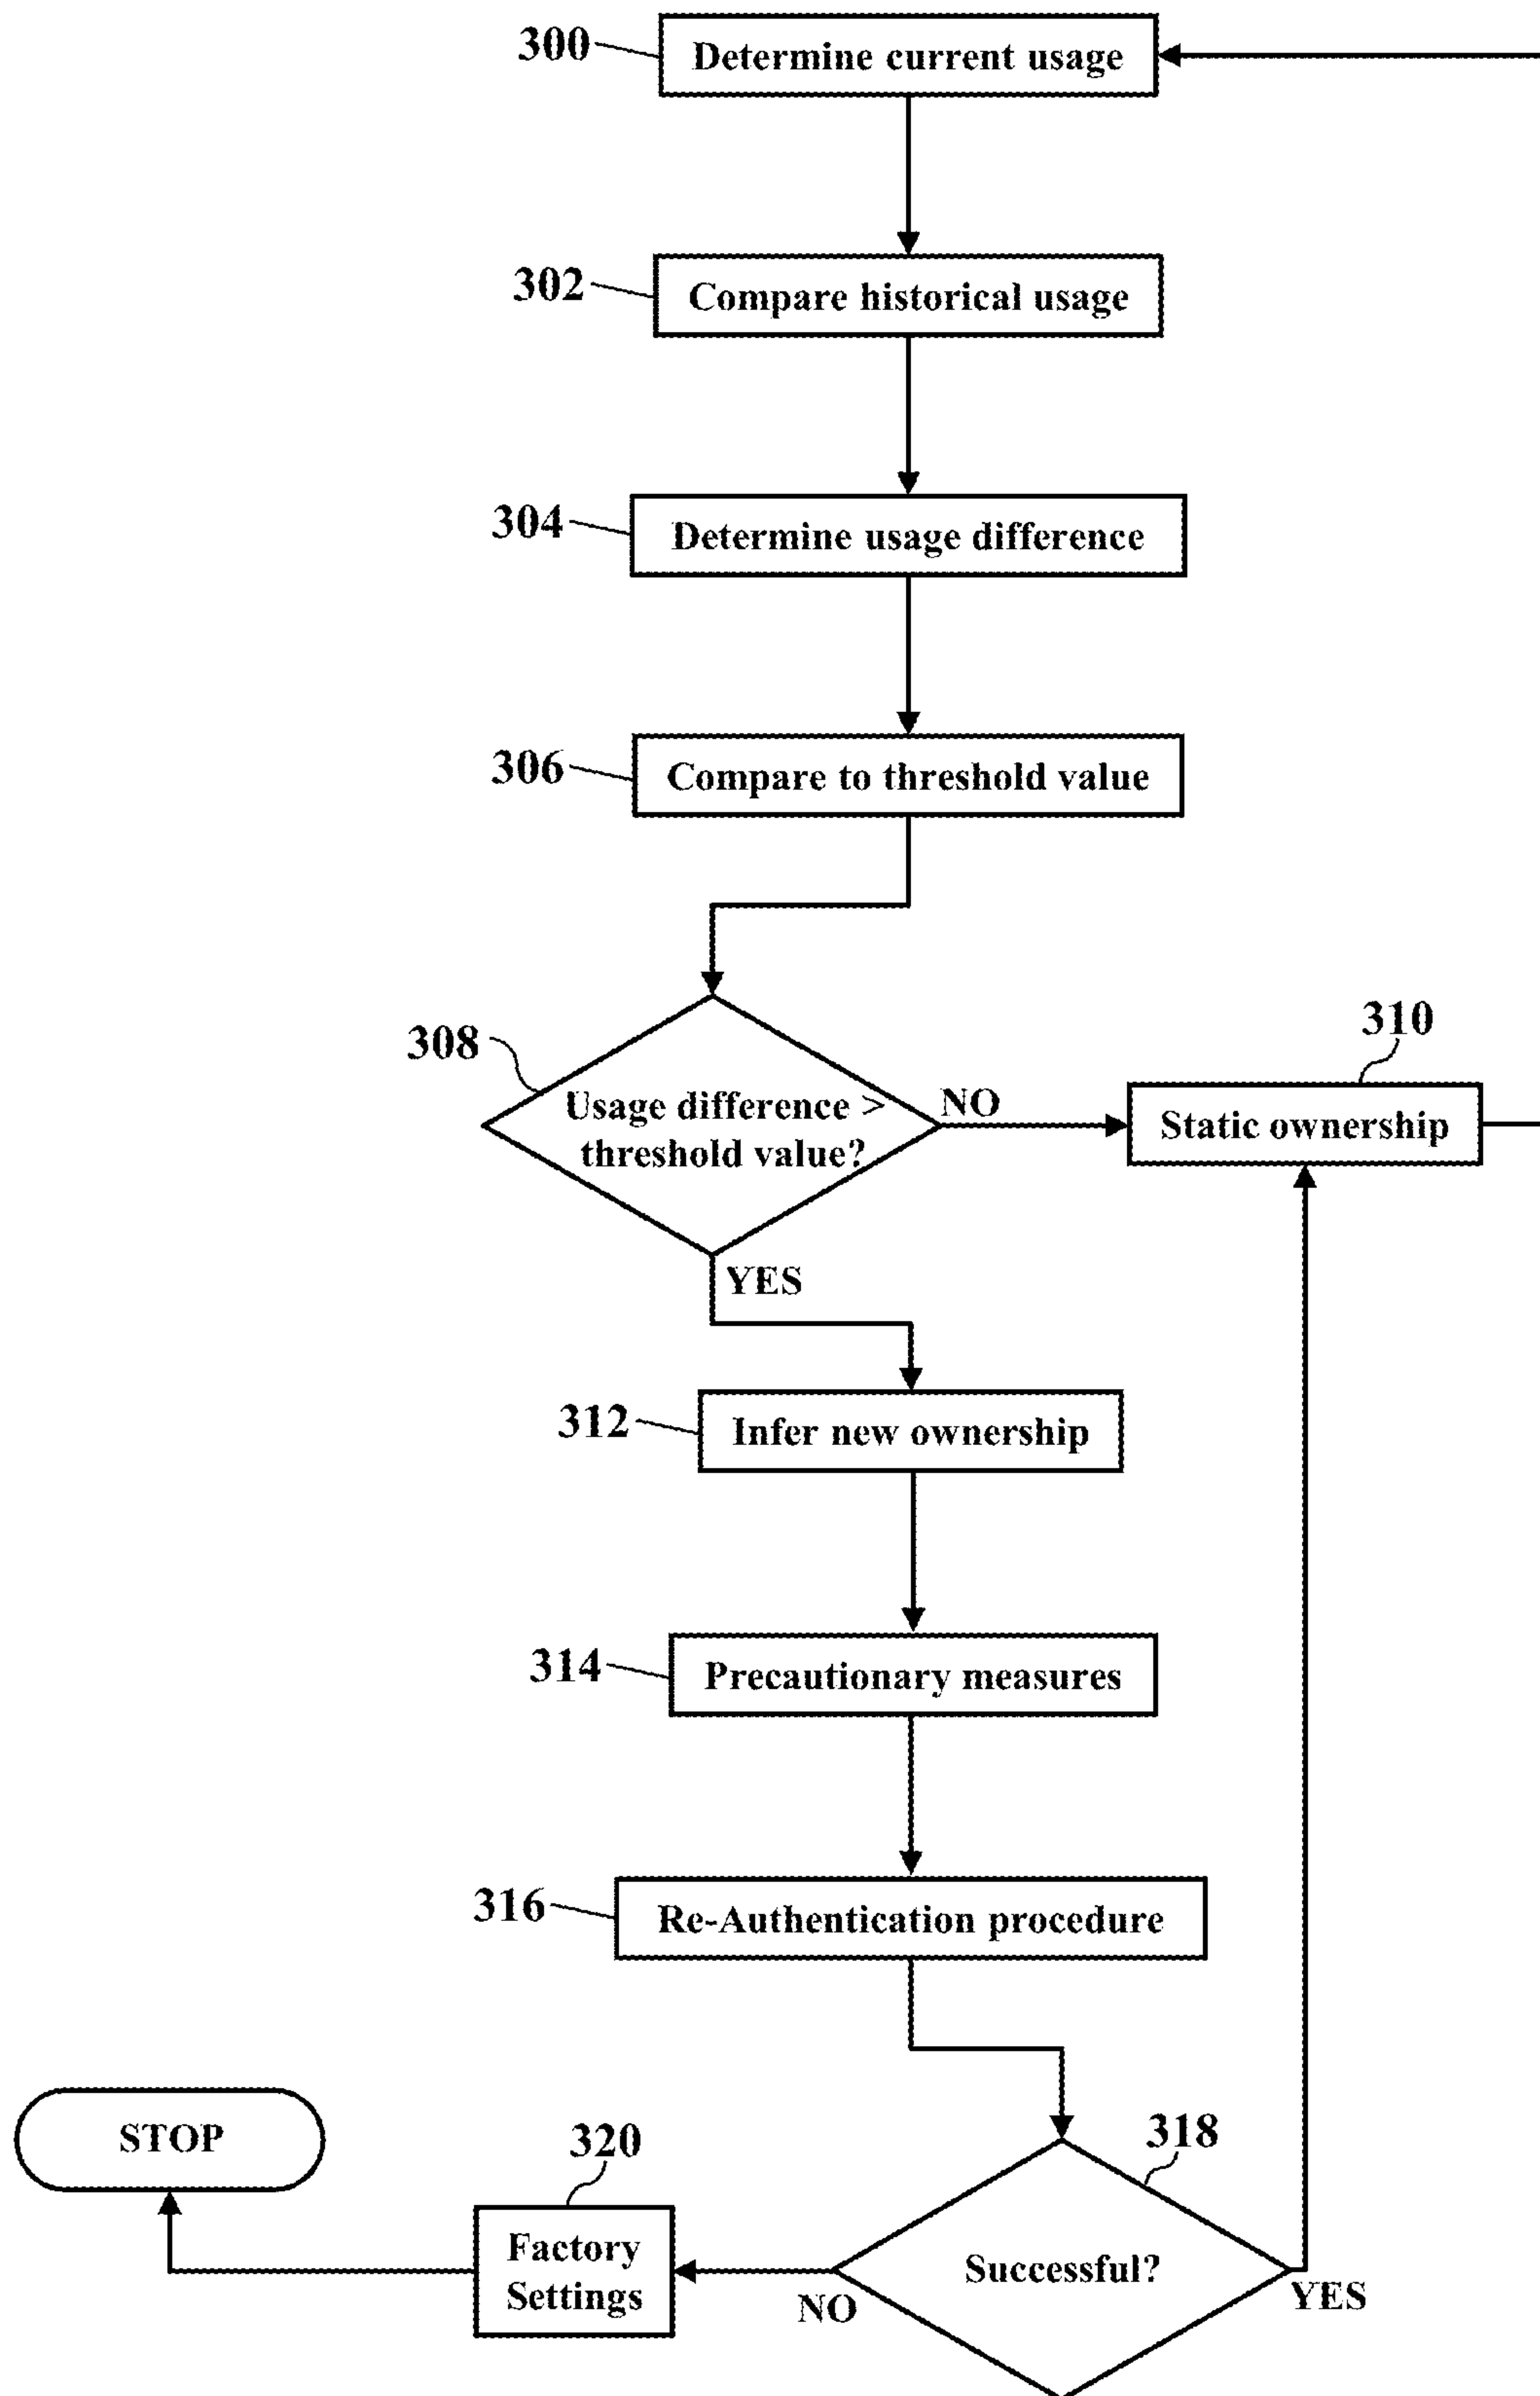 300
Determine current usage
302
Compare historical usage
304
Determine usage difference
306
Compare to threshold value
308
Usage difference >
threshold value?
NO
310
Static ownership
YES
312
Infer new ownership
314
Precautionary measures
316
Re-Authentication procedure
318
Successful?
YES
NO
320
Factory
Settings
STOP